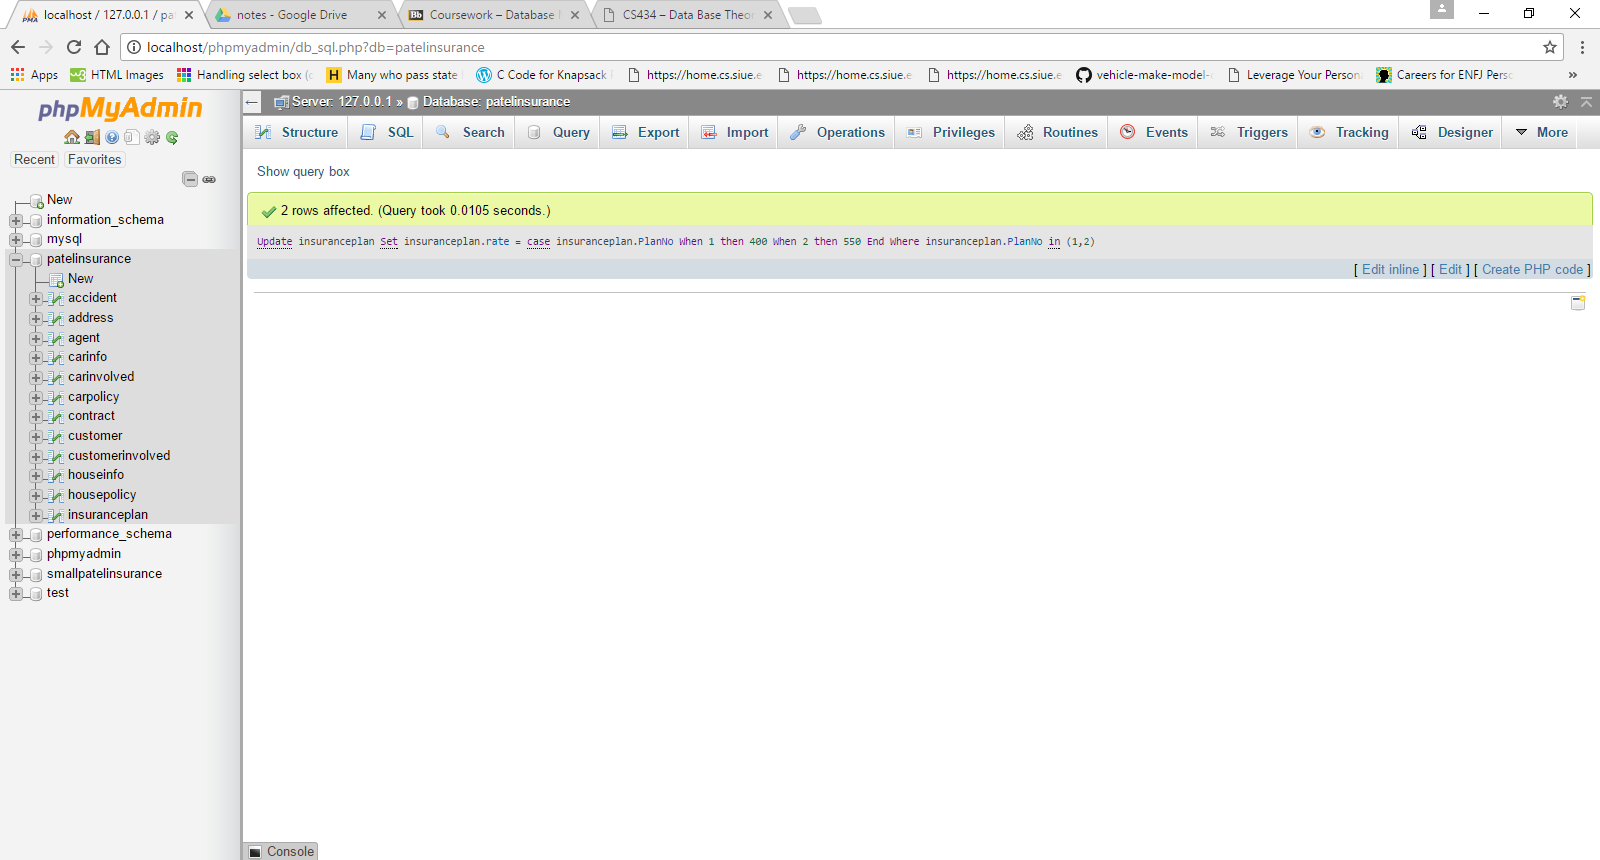 localhost / 127.0.0.1 / pat
notes - Google Drive
Coursework – Database M
CS434 – Data Base Theor
localhost/phpmyadmin/db_sql.php?db=patelinsurance
Apps
HTML Images
Handling select box (c
Many who pass state
C Code for Knapsack
https://home.cs.siue.e
https://home.cs.siue.e
https://home.cs.siue.e
vehicle-make-model-
Leverage Your Persona
Careers for ENFJ Perso
»
phpMyAdmin
Recent
Favorites
New
information_schema
mysql
patelinsurance
New
accident
address
agent
carinfo
carinvolved
carpolicy
contract
customer
customerinvolved
houseinfo
housepolicy
insuranceplan
performance_schema
phpmyadmin
smallpatelinsurance
test
Server: 127.0.0.1 » Database: patelinsurance
Structure
SQL
Search
Query
Export
Import
Operations
Privileges
Routines
Events
Triggers
Tracking
Designer
More
Show query box
2 rows affected. (Query took 0.0105 seconds.)
Update insuranceplan Set insuranceplan.rate = case insuranceplan.PlanNo When 1 then 400 When 2 then 550 End Where insuranceplan.PlanNo in (1,2)
[ Edit inline ] [ Edit ] [ Create PHP code ]
Console